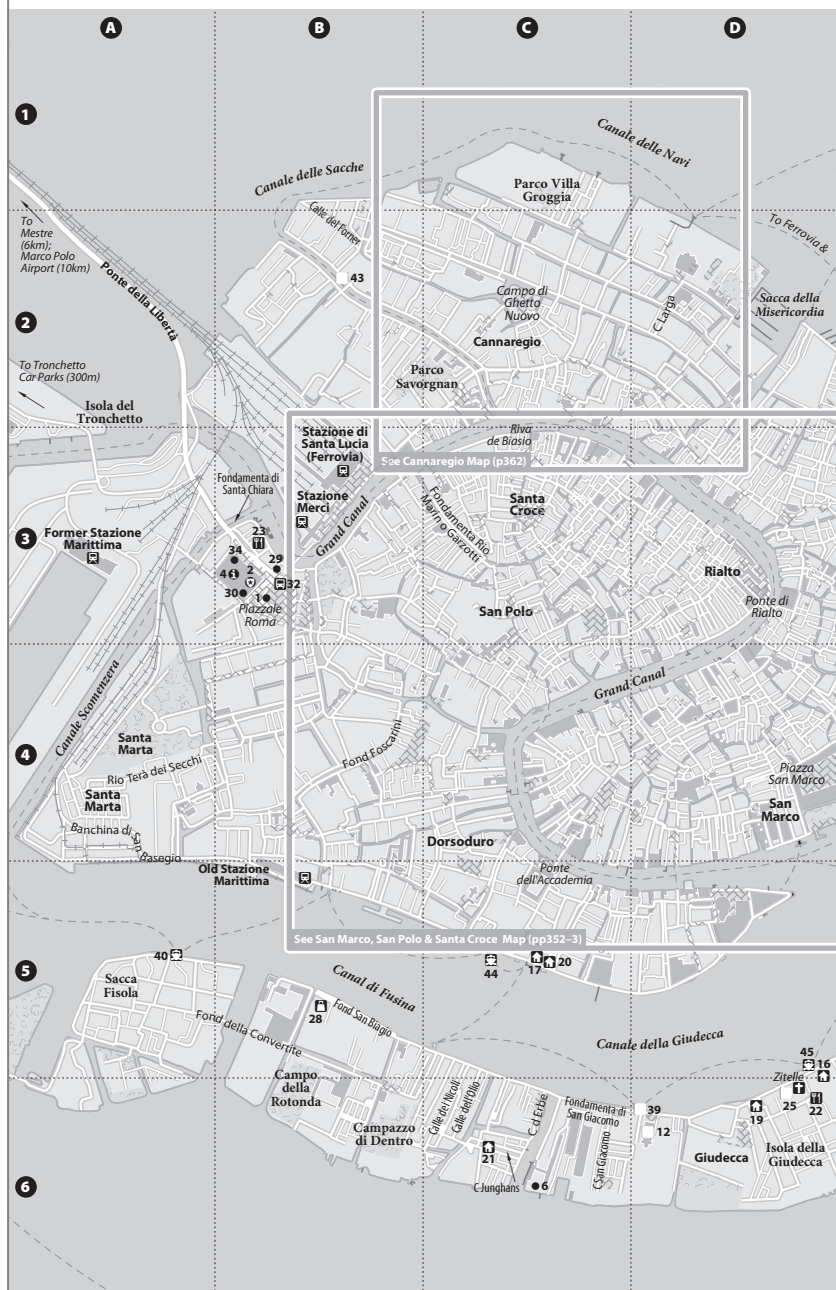 A
B
C
D
1
Canale delle Navi
Canale delle Sacche
Parco Villa
Groggia
To
Mestre
(6km);
Marco Polo
Airport (10km)
Calle del Forner
To Ferrovia &
Ponte della Libertà
43
Campo di
Ghetto
Nuovo
C Larga
Sacca della
Misericordia
2
Cannaregio
To Tronchetto
Car Parks (300m)
Parco
Savorgnan
Isola del
Tronchetto
Stazione di
Santa Lucia
(Ferrovia)
Riva
de Biasio
See Cannaregio Map (p362)
Fondamenta di
Santa Chiara
Stazione
Merci
Grand Canal
Fondamenta Rio
Marin o Garzotti
Santa
Croce
3
Former Stazione
Marittima
23
34
29
4
2
32
30
1
Piazzale
Roma
Rialto
Ponte di
Rialto
San Polo
Grand Canal
Canale Scomenzera
Santa
Marta
Fond Foscarini
4
Rio Terà dei Secchi
Piazza
San Marco
Santa
Marta
San
Marco
Banchina di San Basegio
Dorsoduro
Old Stazione
Marittima
Ponte
dell'Accademia
See San Marco, San Polo & Santa Croce Map (pp352–3)
5
40
44
17
20
Sacca
Fisola
Canal di Fusina
28
Fond San Biagio
Fond della Convertite
Canale della Giudecca
45
16
Zitelle
Campo
della
Rotonda
Calle dei Nicoli
Calle dell'Olio
C d Erbe
Fondamenta di
San Giacomo
39
25
22
19
Campazzo
di Dentro
12
21
C San Giacomo
Giudecca
Isola della
Giudecca
6
C Junghans
6